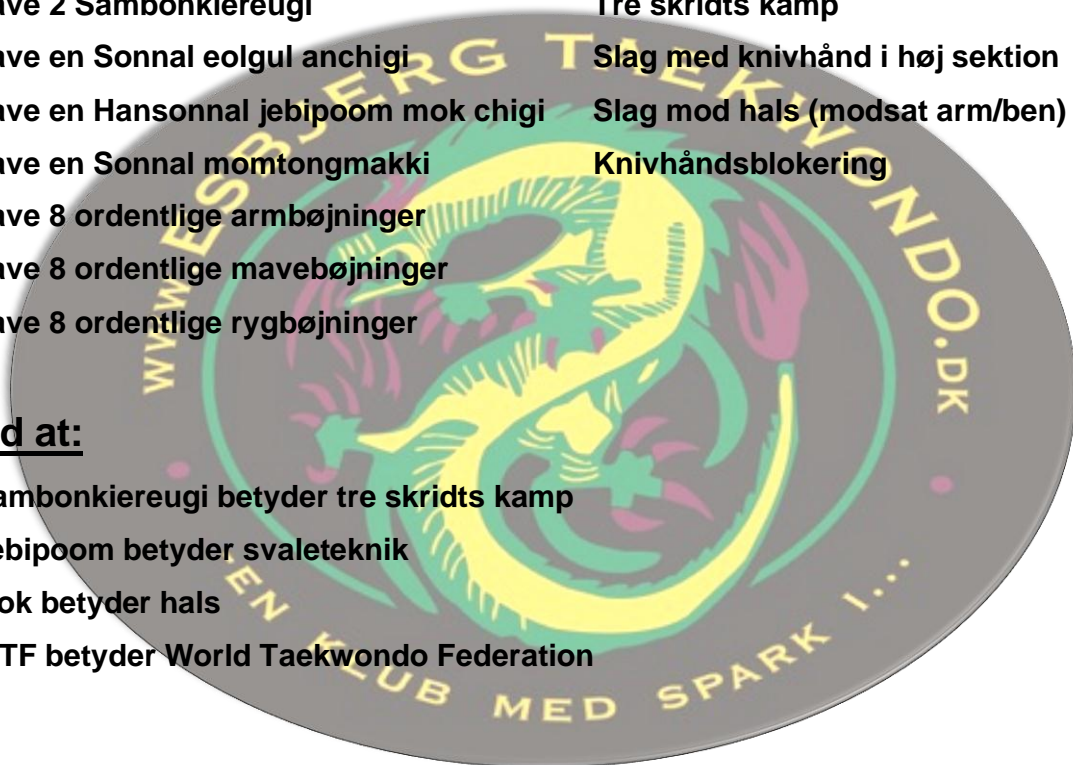 ave 2 Sambonkiereugi Tre skridts kamp
ave en Sonnal eolgul anchigi Slag med knivhånd i høj sektion
ave en Hansonnal jebipoom mok chigi Slag mod hals (modsat arm/ben)
ave en Sonnal momtongmakki Knivhåndsblokering
ave 8 ordentlige armbøjninger
ave 8 ordentlige mavebøjninger
ave 8 ordentlige rygbøjninger
d at:
ambonkiereugi betyder tre skridts kamp
ebipoom betyder svaleteknik
ok betyder hals
TF betyder World Taekwondo Federation
WWW.ESBJERG TAEKWONDO.DK
EN KLUB MED SPARK I...